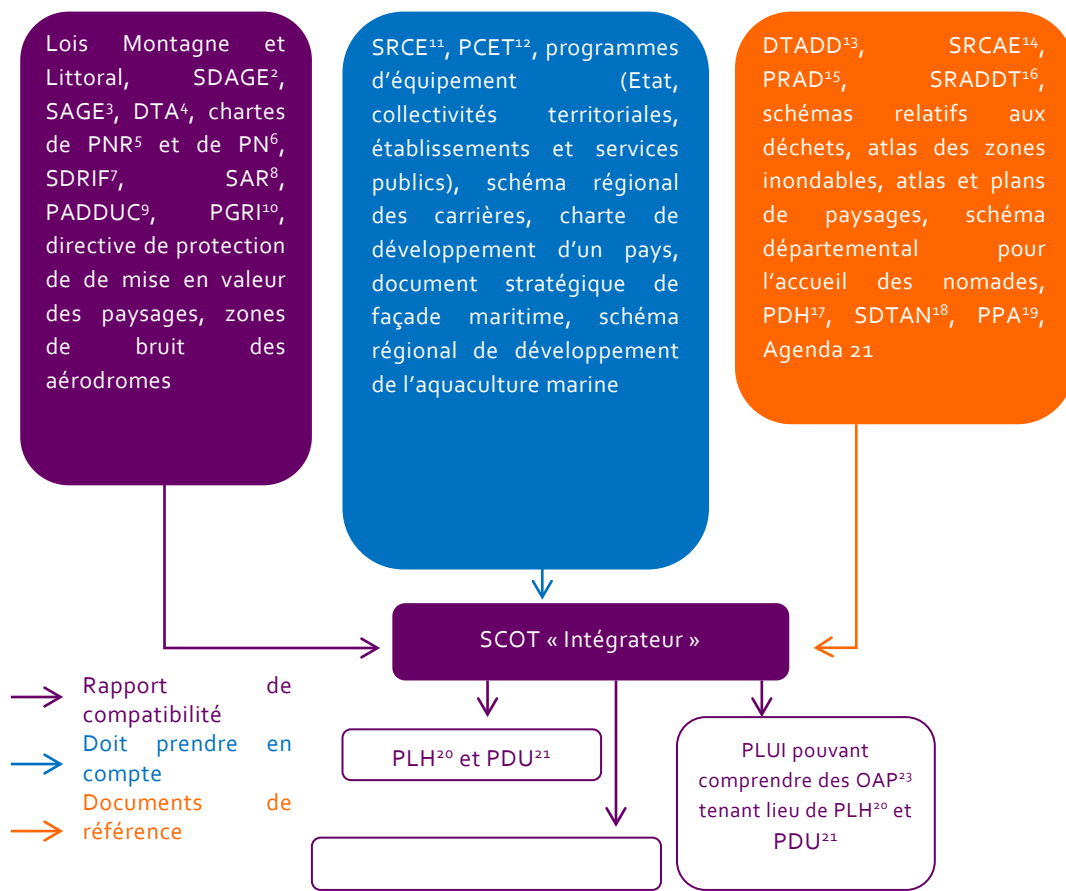 Lois Montagne et
Littoral, SDAGE²,
SAGE³, DTA⁴, chartes
de PNR⁵ et de PN⁶,
SDRIF⁷, SAR⁸,
PADDUC⁹, PGRI¹⁰,
directive de protection
de de mise en valeur
des paysages, zones
de bruit des
aérodromes
SRCE¹¹, PCET¹², programmes
d'équipement (Etat,
collectivités territoriales,
établissements et services
publics), schéma régional
des carrières, charte de
développement d'un pays,
document stratégique de
façade maritime, schéma
régional de développement
de l'aquaculture marine
DTADD¹³, SRCAE¹⁴,
PRAD¹⁵, SRADDT¹⁶,
schémas relatifs aux
déchets, atlas des zones
inondables, atlas et plans
de paysages, schéma
départemental pour
l'accueil des nomades,
PDH¹⁷, SDTAN¹⁸, PPA¹⁹,
Agenda 21
SCOT « Intégrateur »
Rapport de
compatibilité
Doit prendre en
compte
Documents de
référence
PLH²⁰ et PDU²¹
PLUI pouvant
comprendre des OAP²³
tenant lieu de PLH²⁰ et
PDU²¹